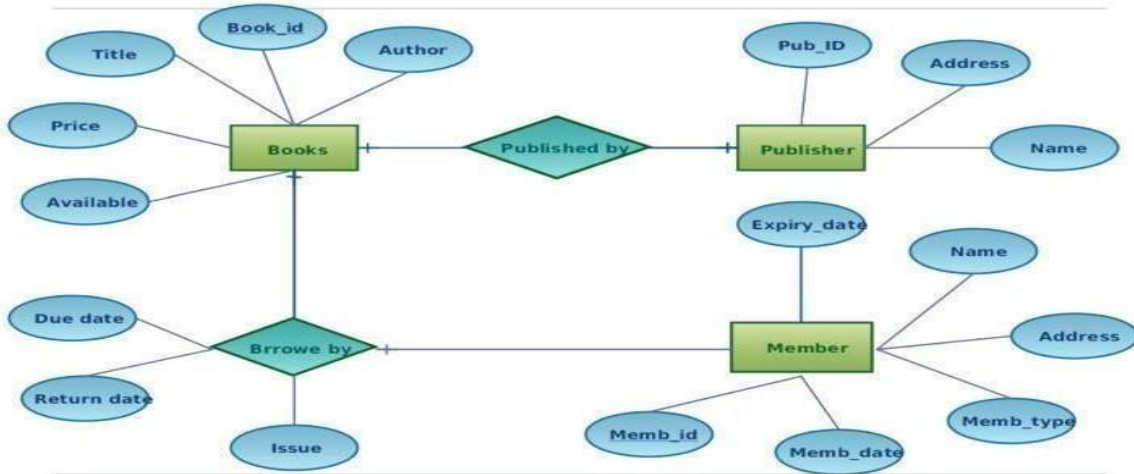 Book_id
Title
Author
Price
Books
Available
Published by
Pub_ID
Address
Publisher
Name
Expiry_date
Name
Due date
Brrowe by
Member
Address
Return date
Issue
Memb_id
Memb_date
Memb_type